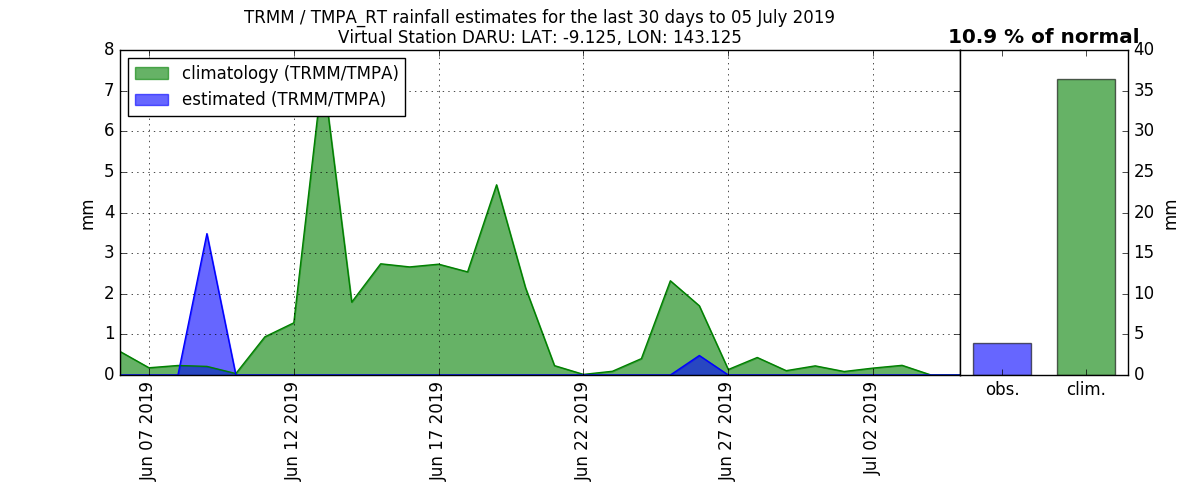 TRMM / TMPA_RT rainfall estimates for the last 30 days to 05 July 2019
Virtual Station DARU: LAT: -9.125, LON: 143.125
10.9 % of normal
climatology (TRMM/TMPA)
estimated (TRMM/TMPA)
8
7
6
5
4
3
2
1
0
mm
Jun 07 2019
Jun 12 2019
Jun 17 2019
Jun 22 2019
Jun 27 2019
Jul 02 2019
obs.
clim.
40
35
30
25
20
15
10
5
0
mm